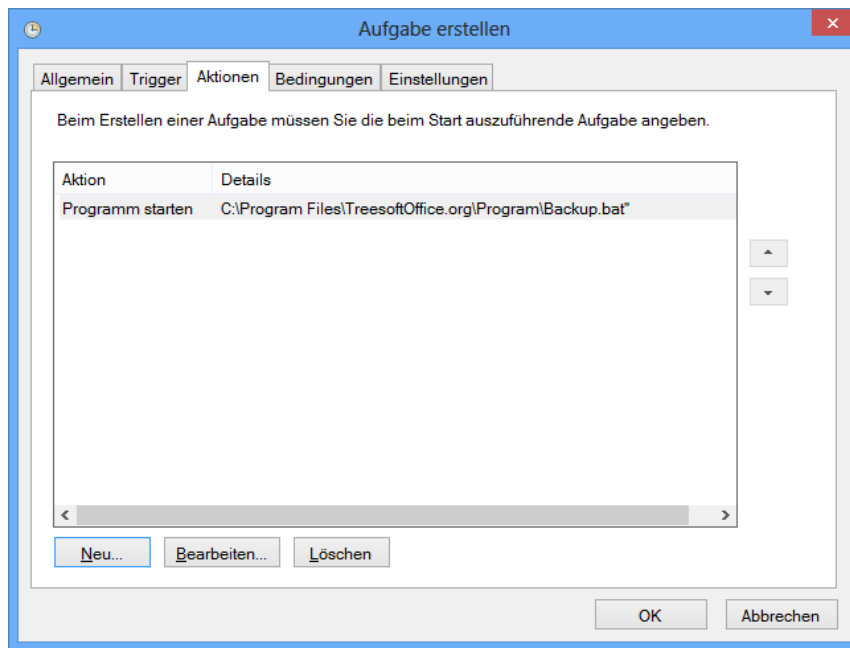 Aufgabe erstellen
Allgemein Trigger Aktionen Bedingungen Einstellungen
Beim Erstellen einer Aufgabe müssen Sie die beim Start auszuführende Aufgabe angeben.
Aktion Details
Programm starten C:\Program Files\TreesoftOffice.org\Program\Backup.bat"
Neu... Bearbeiten... Löschen
OK Abbrechen